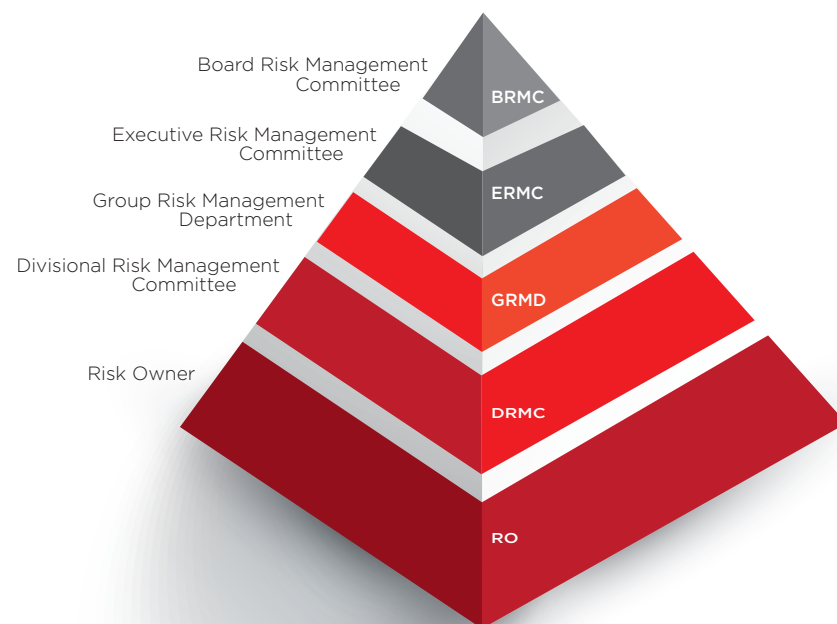 Board Risk Management
Committee
BRMC
Executive Risk Management
Committee
ERMC
Group Risk Management
Department
GRMD
Divisional Risk Management
Committee
DRMC
Risk Owner
RO